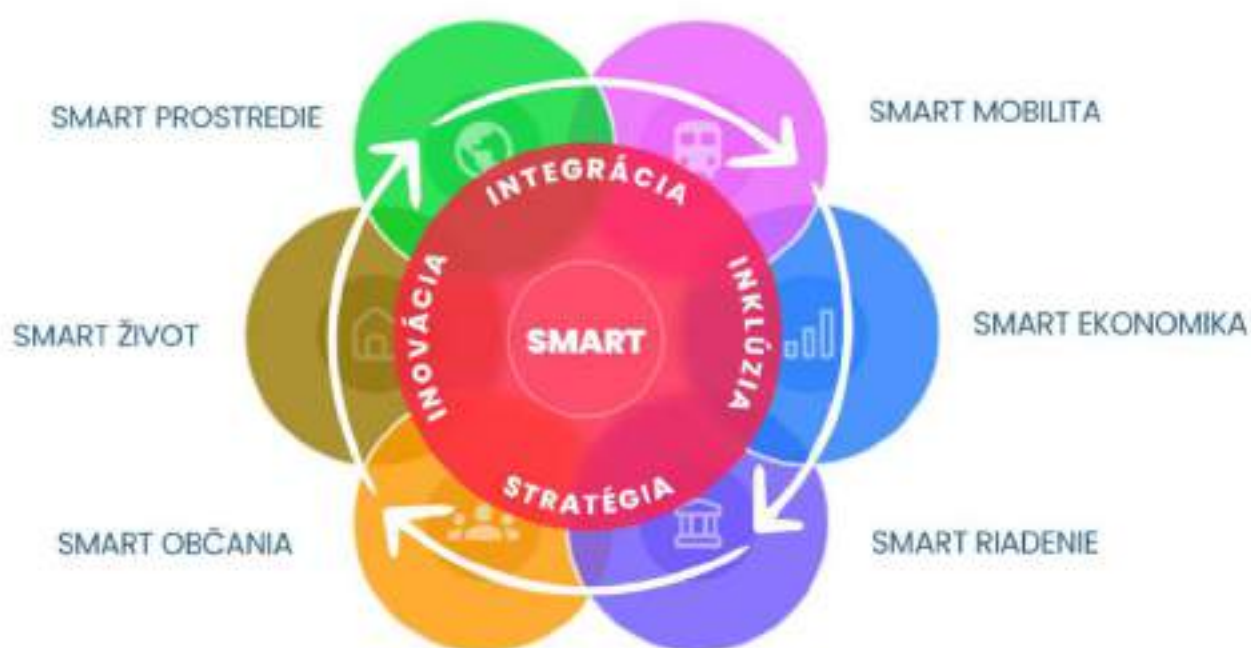 SMART PROSTREDIE
SMART MOBILITA
INTEGRÁCIA
INOVÁCIA
INKLÚZIA
SMART ŽIVOT
SMART
SMART EKONOMIKA
STRATÉGIA
SMART OBČANIA
SMART RIADENIE